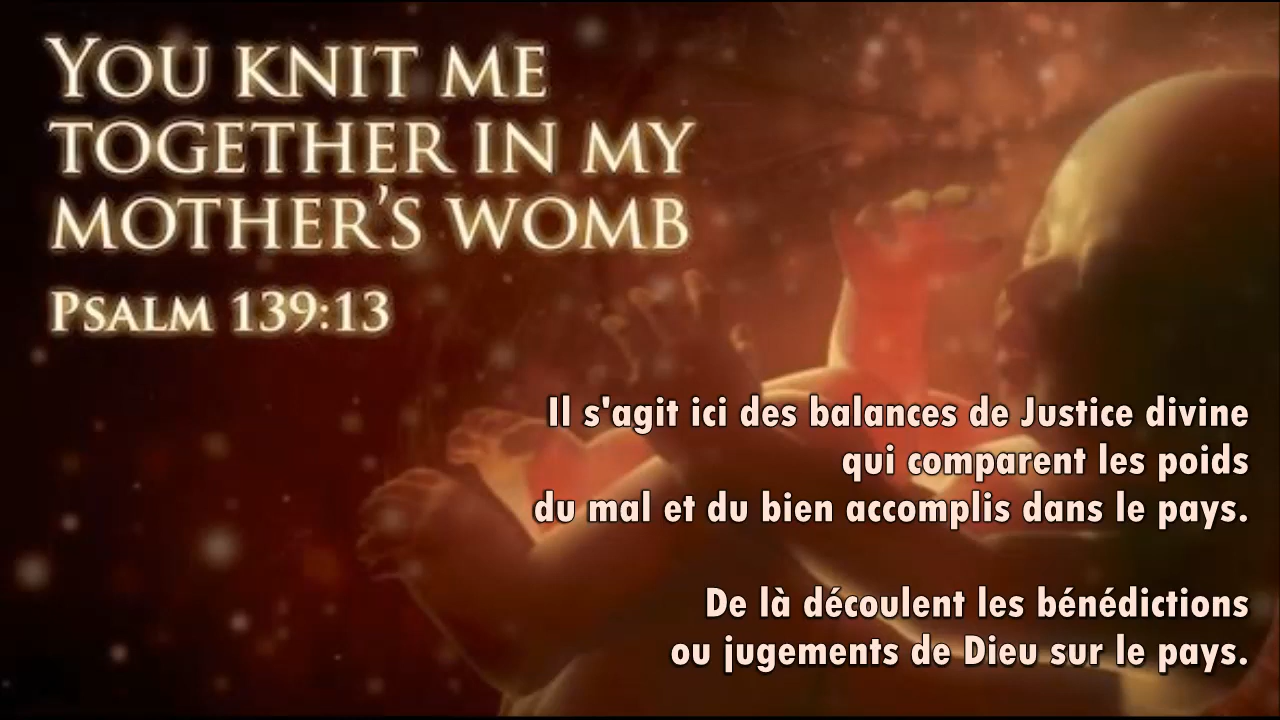 YOU KNIT ME
TOGETHER IN MY
MOTHER'S WOMB
PSALM 139:13
Il s'agit ici des balances de Justice divine
qui comparent les poids
du mal et du bien accomplis dans le pays.
De là découlent les bénédictions
ou jugements de Dieu sur le pays.